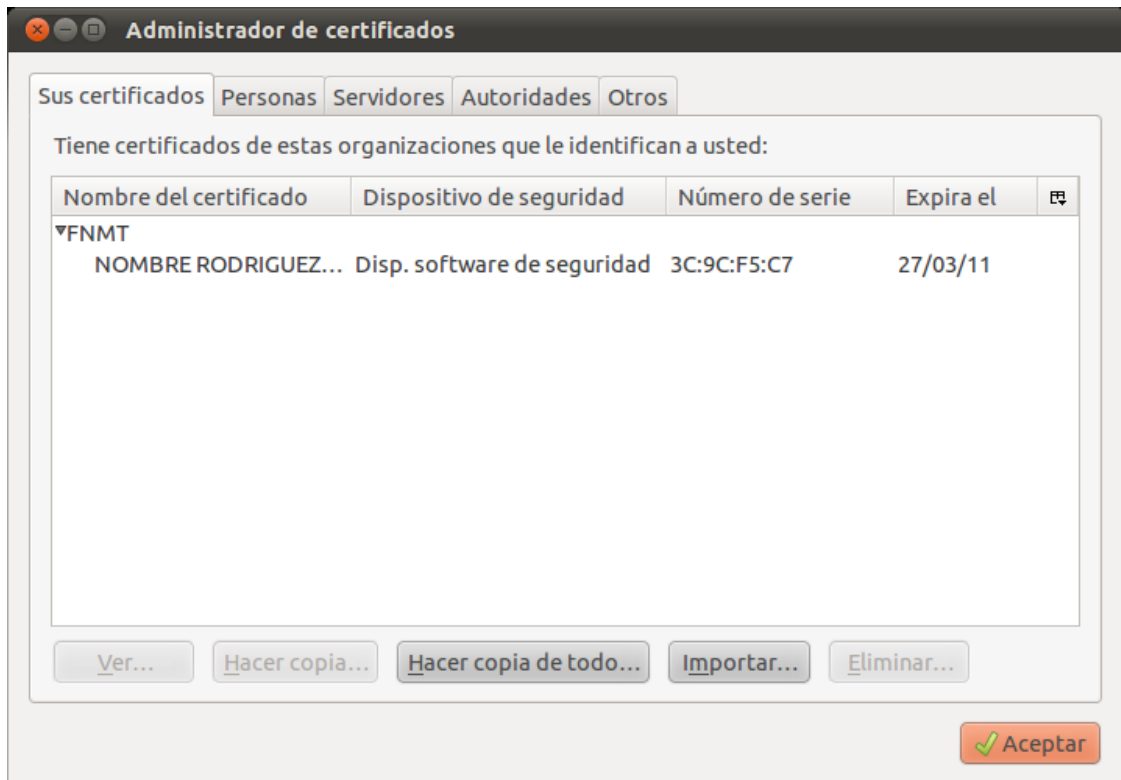 Administrador de certificados
Sus certificados Personas Servidores Autoridades Otros
Tiene certificados de estas organizaciones que le identifican a usted:
Nombre del certificado Dispositivo de seguridad Número de serie Expira el
FNMT
NOMBRE RODRIGUEZ... Disp. software de seguridad 3C:9C:F5:C7 27/03/11
Ver... Hacer copia... Hacer copia de todo... Importar... Eliminar...
Aceptar